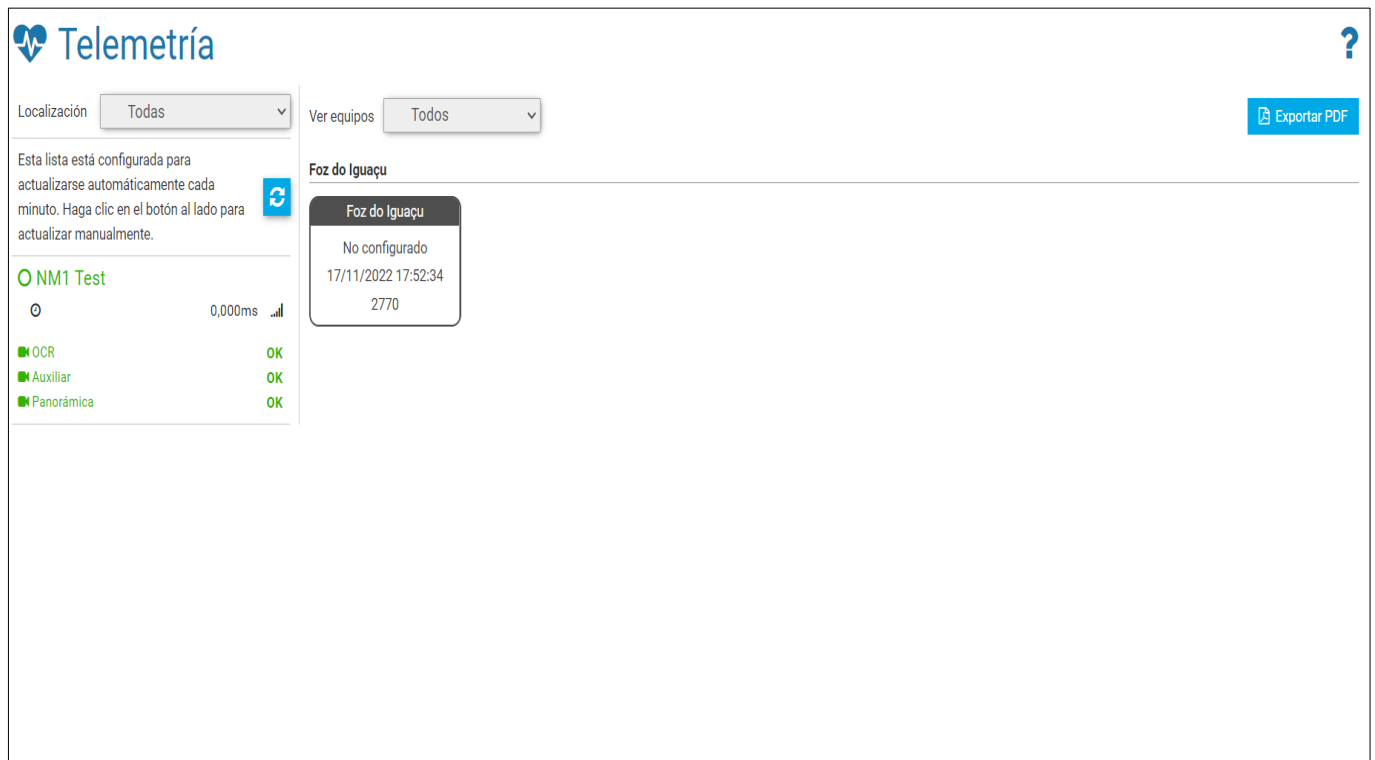 Telemetría
?
Localización Todas
Esta lista está configurada para
actualizarse automáticamente cada
minuto. Haga clic en el botón al lado para
actualizar manualmente.
NM1 Test
0,000ms
OCR OK
Auxiliar OK
Panorámica OK
Ver equipos Todos
Exportar PDF
Foz do Iguaçu
Foz do Iguaçu
No configurado
17/11/2022 17:52:34
2770